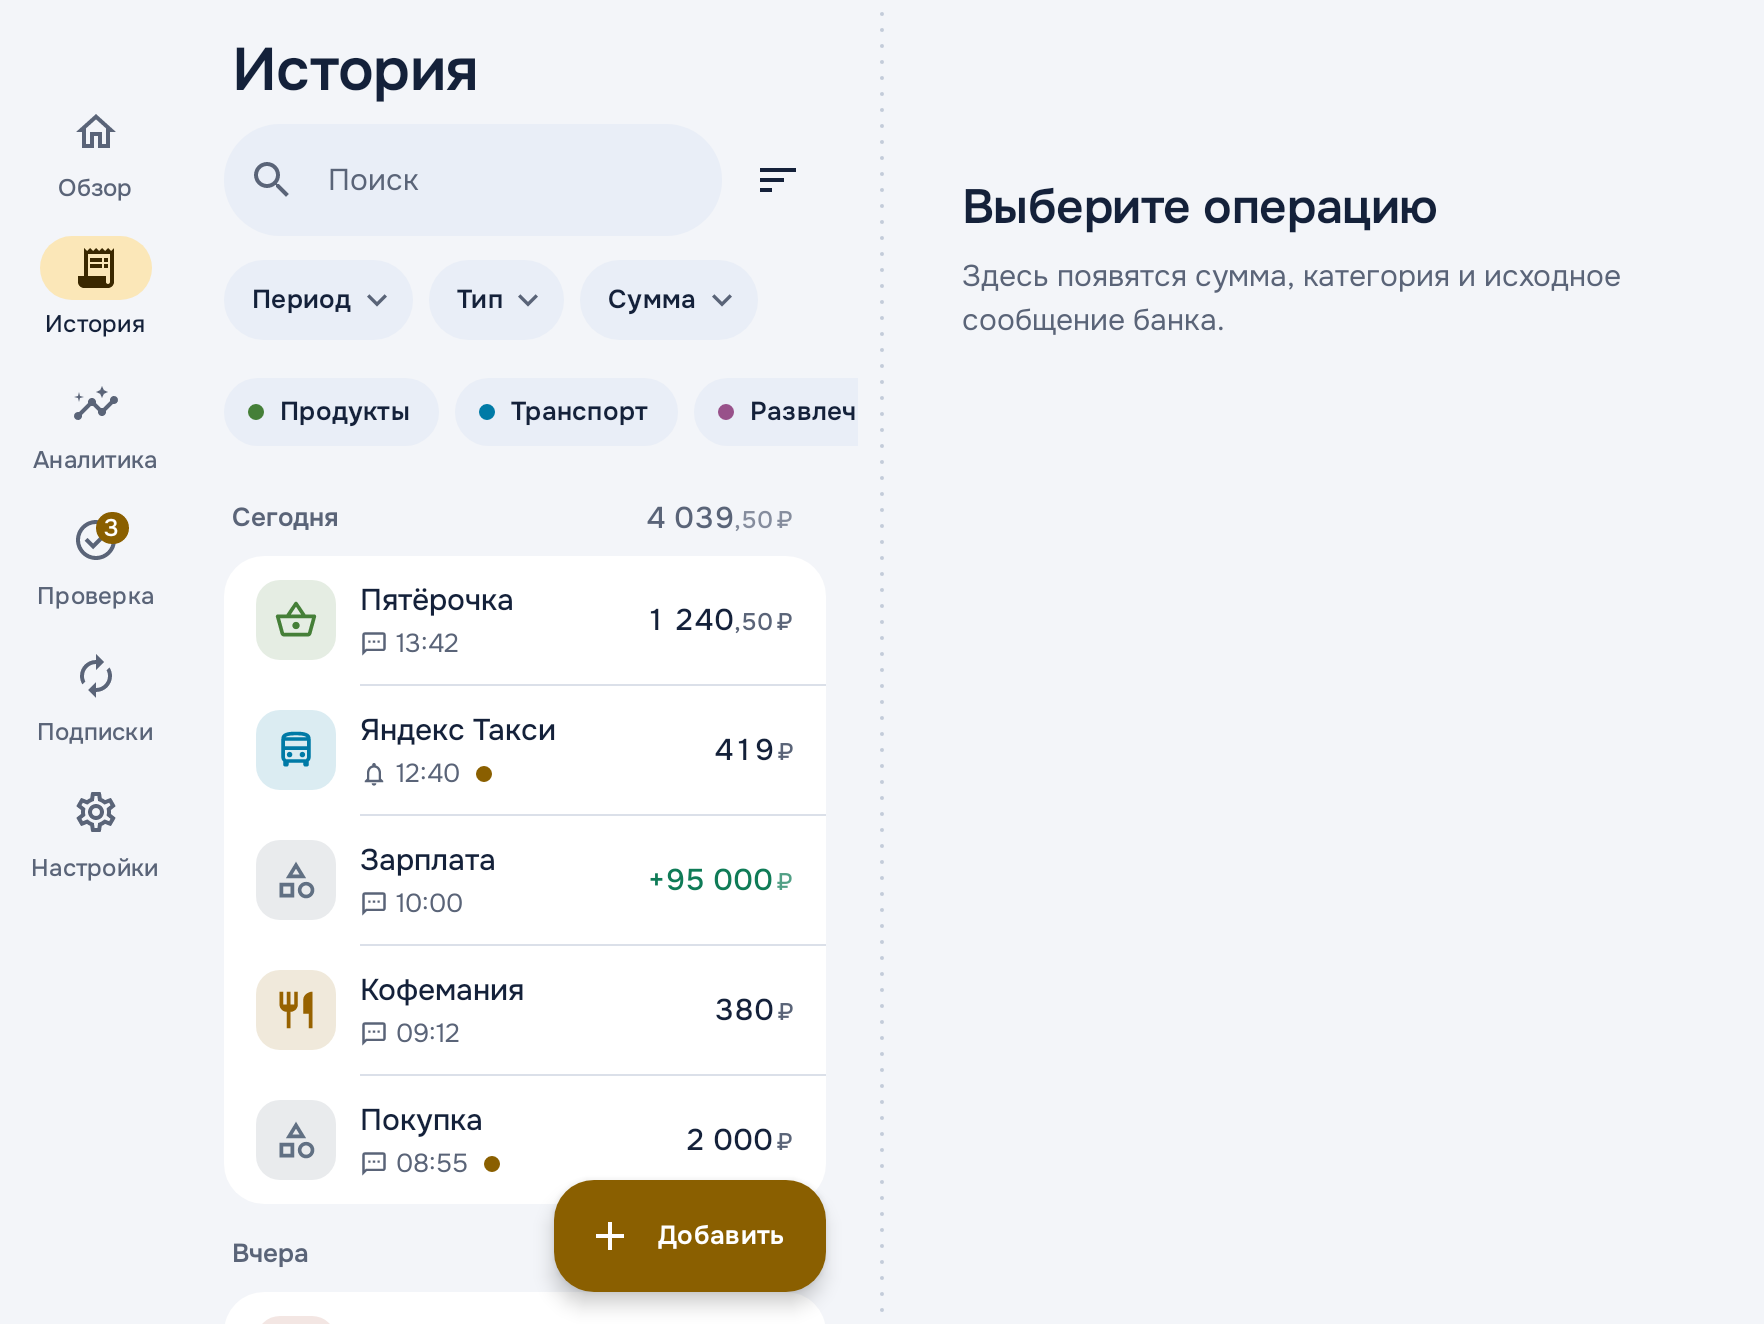 История
Поиск
Период
Тип
Сумма
Продукты
Транспорт
Развлеч
Обзор
История
Аналитика
3
Проверка
Подписки
Настройки
Сегодня
4 039,50 ₽
Пятёрочка
13:42
1 240,50 ₽
Яндекс Такси
12:40
419 ₽
Зарплата
10:00
+95 000 ₽
Кофемания
09:12
380 ₽
Покупка
08:55
2 000 ₽
Вчера
Добавить
Выберите операцию
Здесь появятся сумма, категория и исходное
сообщение банка.